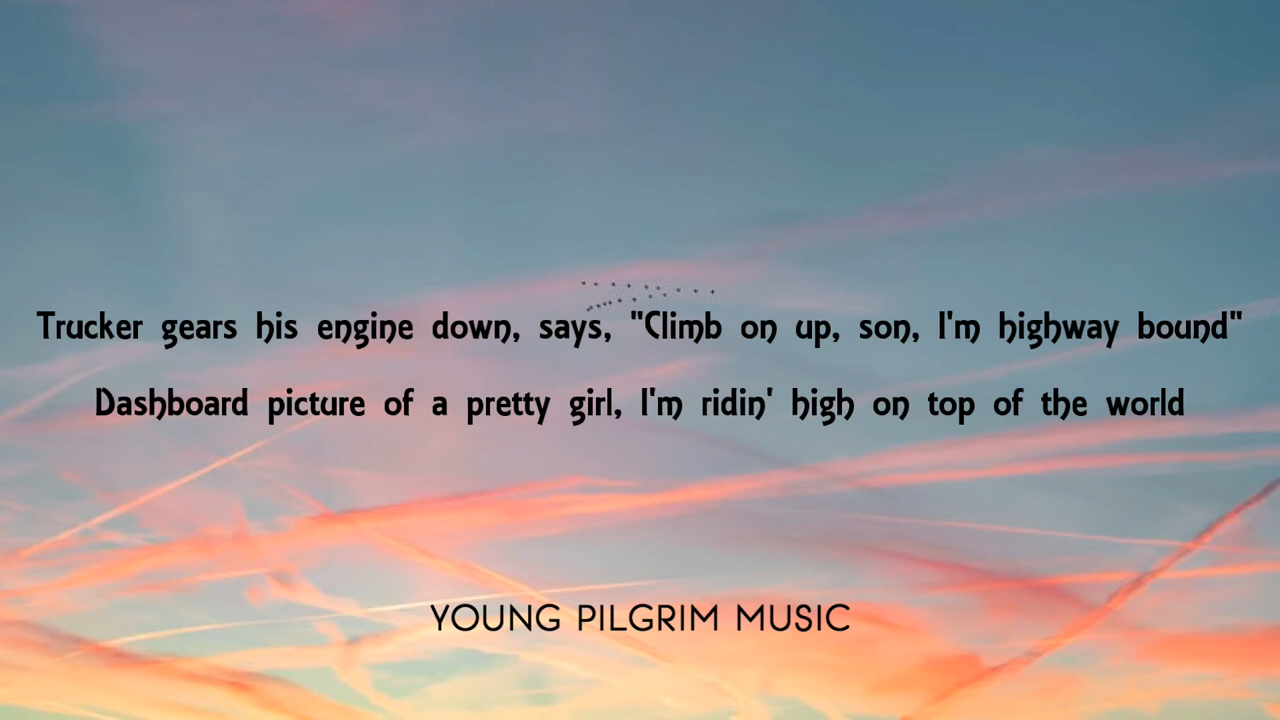 Trucker gears his engine down, says, "Climb on up, son, I'm highway bound"
Dashboard picture of a pretty girl, I'm ridin' high on top of the world
YOUNG PILGRIM MUSIC